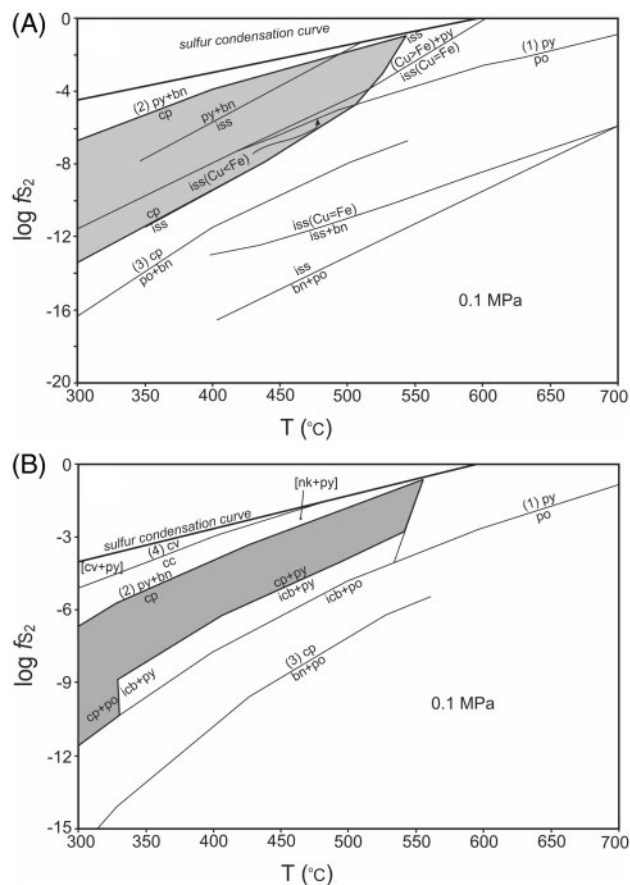 (A)
0
-4
-8
-12
-16
-20
log fS2
sulfur condensation curve
iss
(Cu>Fe)+py
iss(Cu=Fe)
(1) py
po
(2) py+bn
cp
py+bn
iss
iss(Cu<Fe)
cp
iss
(3) cp
po+bn
iss(Cu=Fe)
iss+bn
iss
bn+po
0.1 MPa
300 350 400 450 500 550 600 650 700
T (°C)
(B)
0
-3
-6
-9
-12
-15
log fS2
[nk+py]
sulfur condensation curve
[cv+py]
(4) cv
cc
(2) py+bn
cp
(1) py
po
cp+py
icb+py
icb+po
cp+po
icb+py
(3) cp
bn+po
0.1 MPa
300 350 400 450 500 550 600 650 700
T (°C)